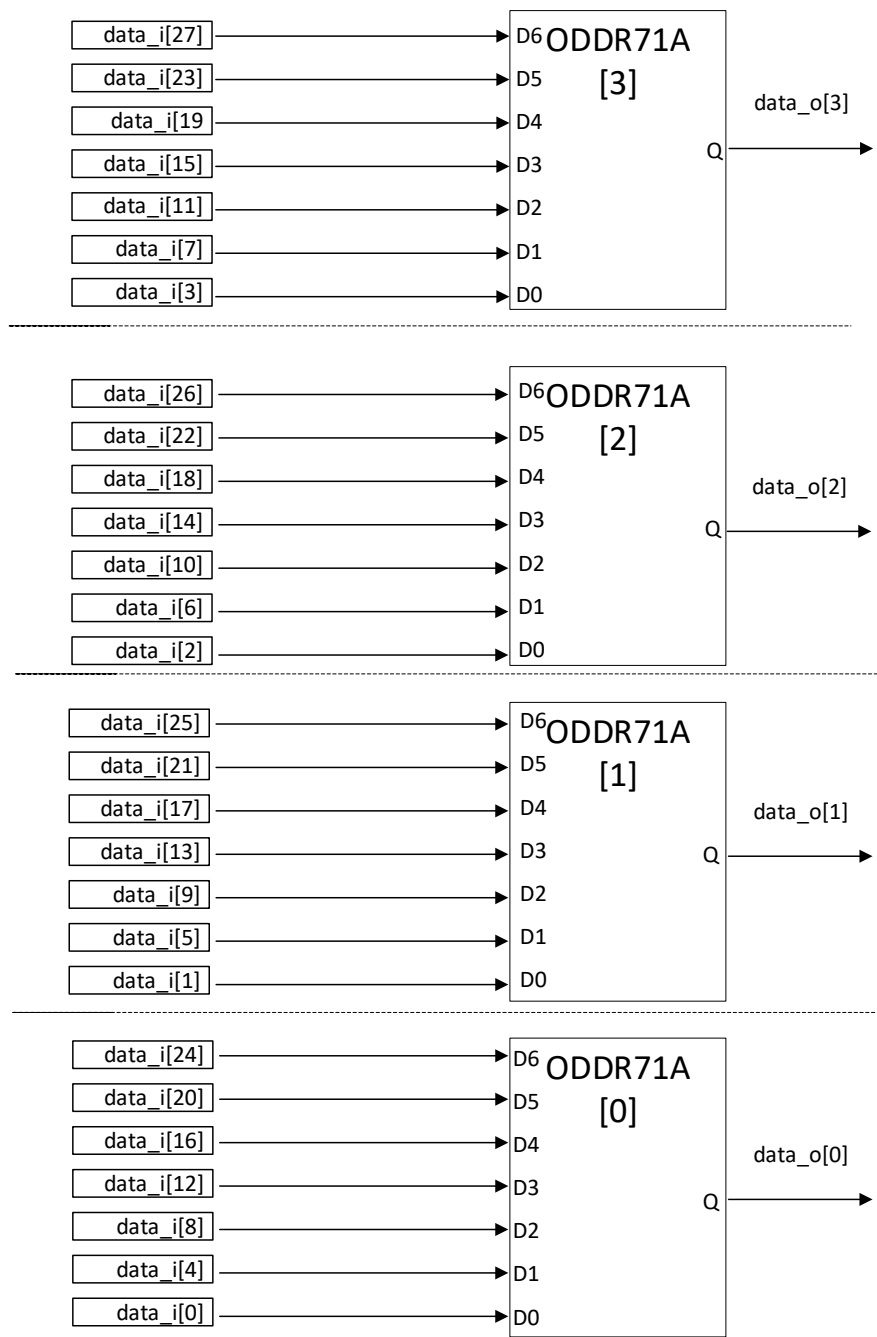 data_i[27] D6 ODDR71A
data_i[23] D5 [3]
data_o[3]
data_i[19 D4
Q
data_i[15] D3
data_i[11] D2
data_i[7] D1
data_i[3] D0
data_i[26] D6 ODDR71A
data_i[22] D5 [2]
data_i[18] D4
data_o[2]
data_i[14] D3
Q
data_i[10] D2
data_i[6] D1
data_i[2] D0
data_i[25] D6 ODDR71A
data_i[21] D5 [1]
data_i[17] D4 data_o[1]
data_i[13] D3 Q
data_i[9] D2
data_i[5] D1
data_i[1] D0
data_i[24] D6 ODDR71A
data_i[20] D5 [0]
data_i[16] D4
data_o[0]
data_i[12] D3
Q
data_i[8] D2
data_i[4] D1
data_i[0] D0